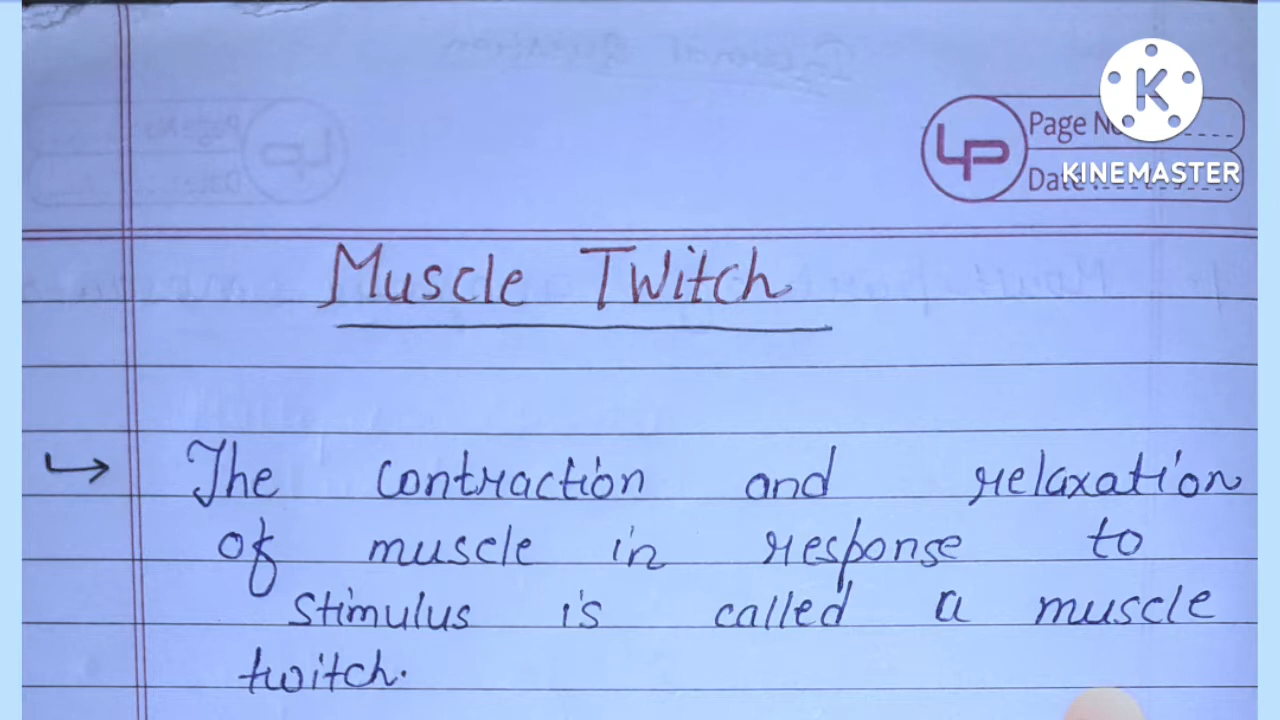 Page No
Date
KINEMASTER
Muscle Twitch
The contraction and relaxation
of muscle in response to
stimulus is called a muscle
twitch.